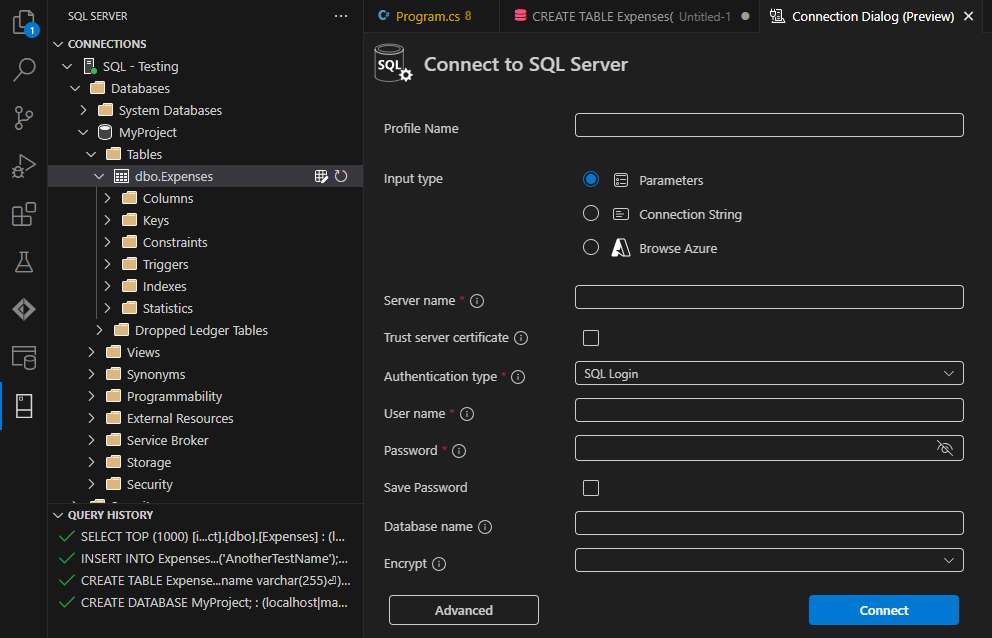 1
SQL SERVER
CONNECTIONS
SQL - Testing
Databases
System Databases
MyProject
Tables
dbo.Expenses
Columns
Keys
Constraints
Triggers
Indexes
Statistics
Dropped Ledger Tables
Views
Synonyms
Programmability
External Resources
Service Broker
Storage
Security
QUERY HISTORY
SELECT TOP (1000) [i...ct].[dbo].[Expenses] : (l...
INSERT INTO Expenses...('AnotherTestName');...
CREATE TABLE Expense...name varchar(255)⏎)...
CREATE DATABASE MyProject; : (localhost|ma...
C# Program.cs 8
CREATE TABLE Expenses( Untitled-1
Connection Dialog (Preview)
SQL
Connect to SQL Server
Profile Name
Input type
Parameters
Connection String
Browse Azure
Server name *
Trust server certificate
Authentication type * SQL Login
User name *
Password *
Save Password
Database name
Encrypt
Advanced Connect